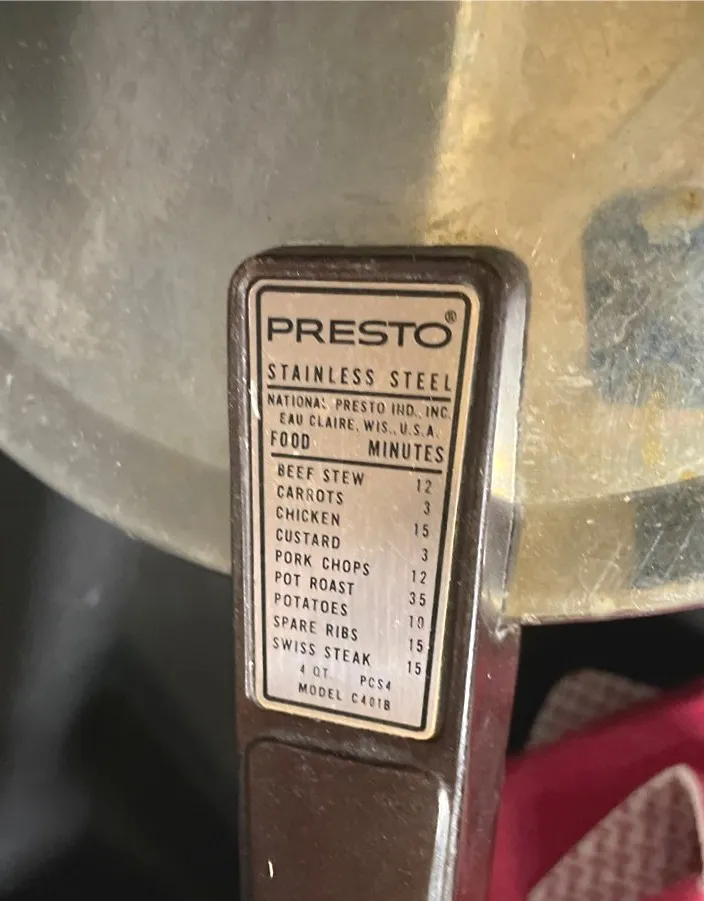 PRESTO®
STAINLESS STEEL
NATIONAL PRESTO IND., INC.
EAU CLAIRE, WIS., U.S.A.
FOOD MINUTES
BEEF STEW 12
CARROTS 3
CHICKEN 15
CUSTARD 3
PORK CHOPS 12
POT ROAST 35
POTATOES 10
SPARE RIBS 15
SWISS STEAK 15
4 QT. PCS4
MODEL C401B